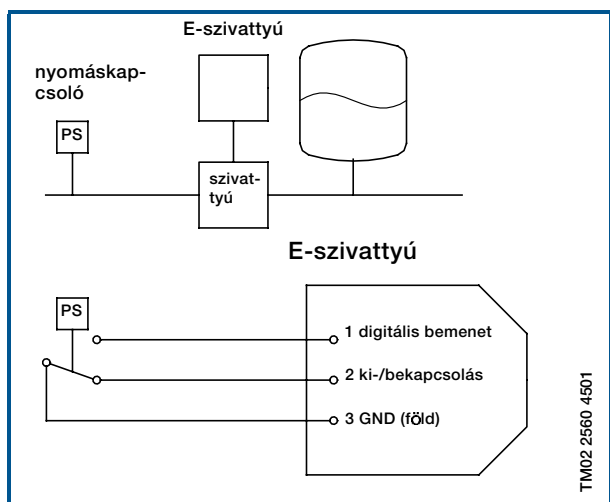 E-szivattyú
nyomáskap-
csoló
PS
szivat-
tyú
E-szivattyú
PS
1 digitális bemenet
2 ki-/bekapcsolás
3 GND (föld)
TM02 2560 4501